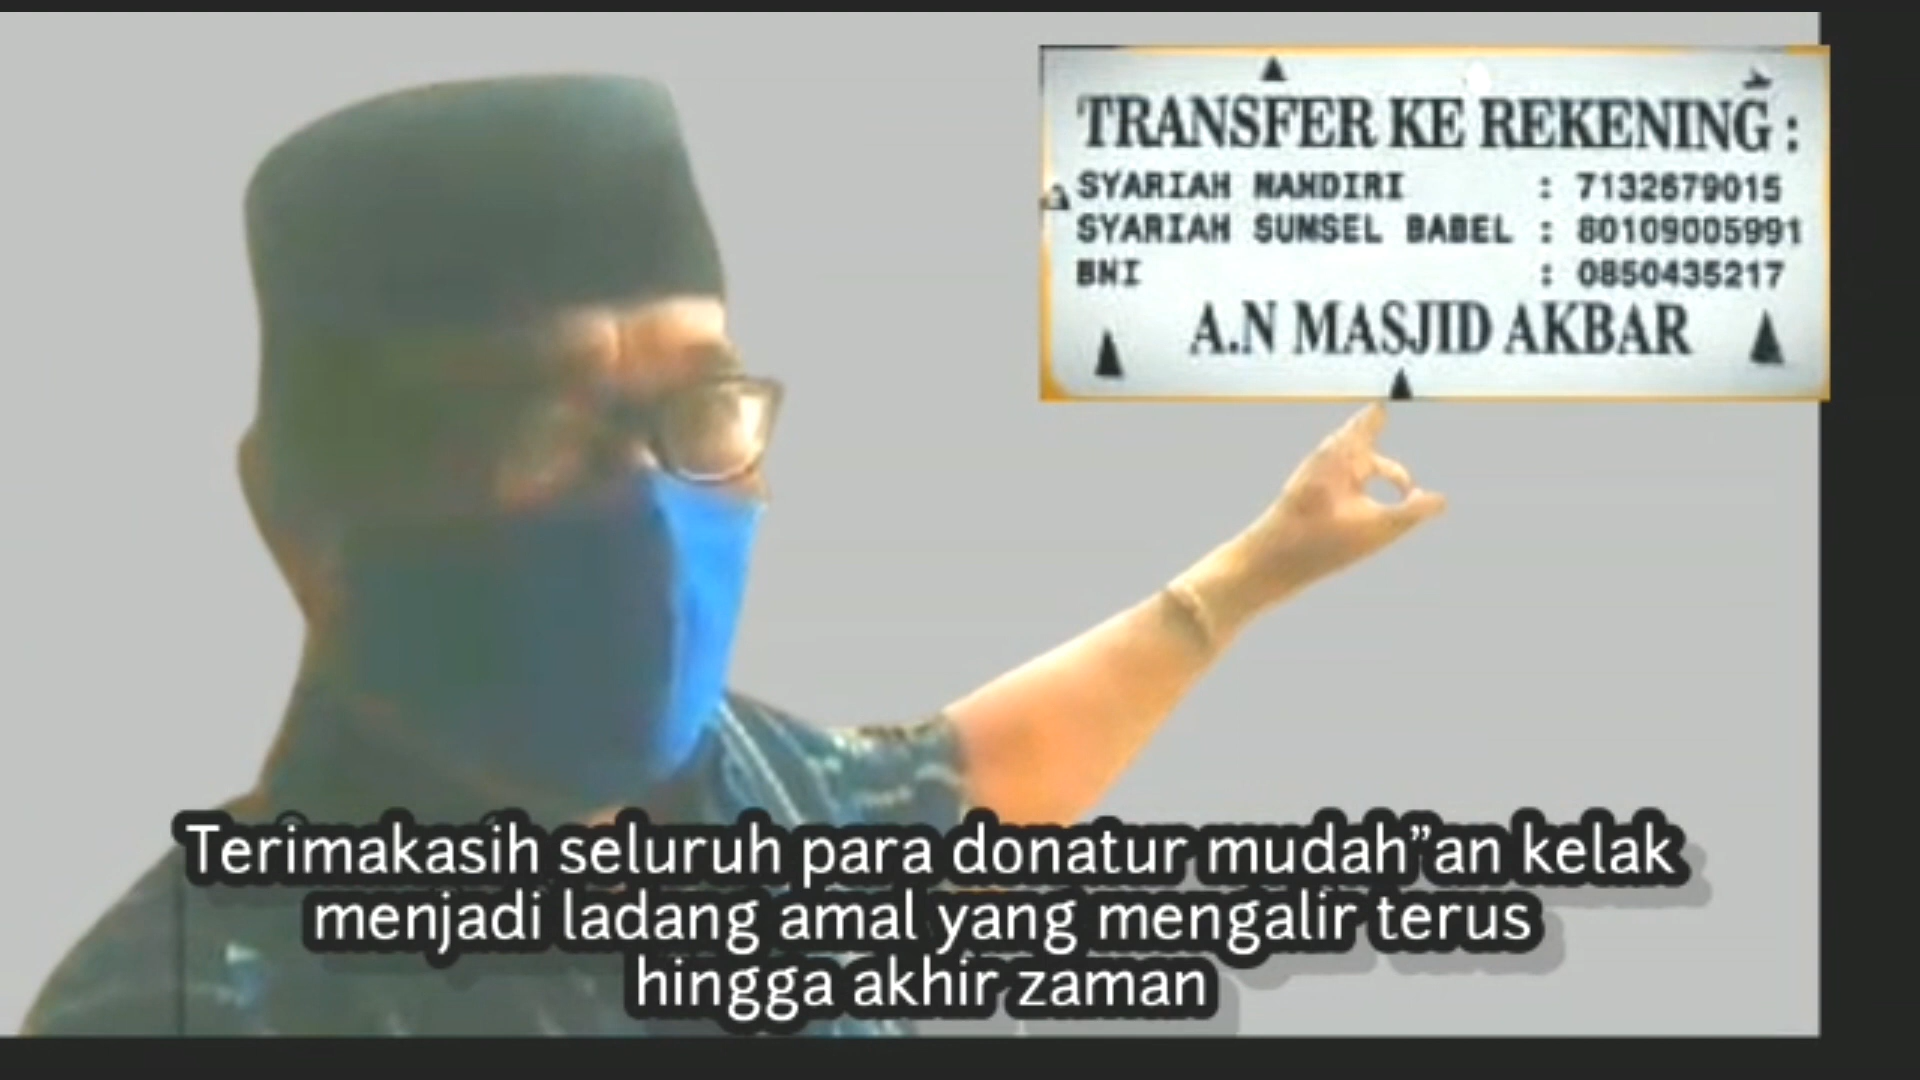 TRANSFER KE REKENING :
SYARIAH MANDIRI : 7132679015
SYARIAH SUMSEL BABEL : 80109005991
BNI : 0850435217
A.N MASJID AKBAR
Terimakasih seluruh para donatur mudah”an kelak
menjadi ladang amal yang mengalir terus
hingga akhir zaman